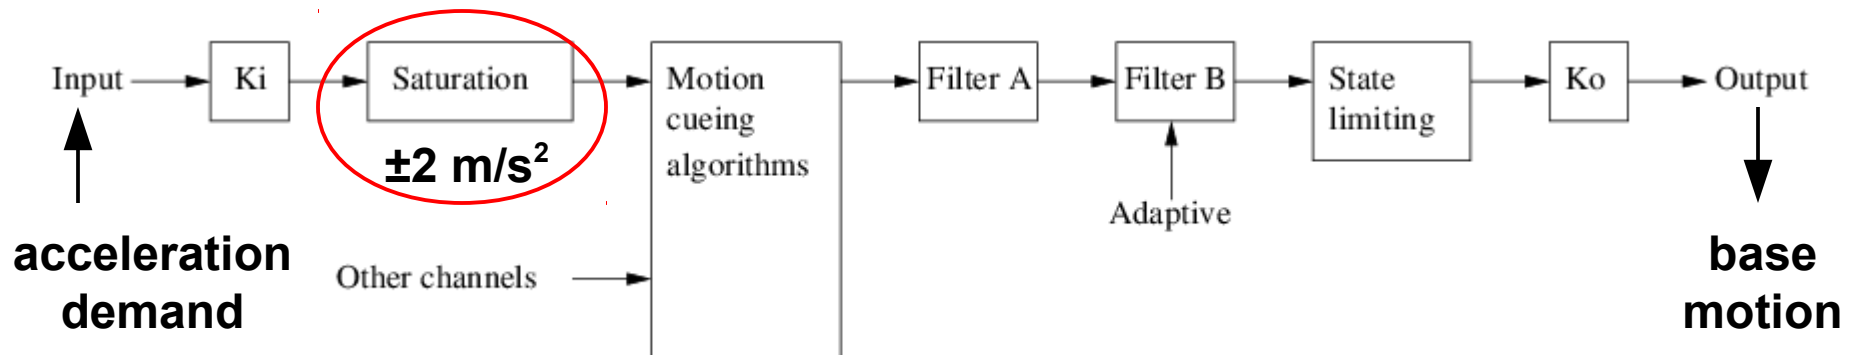 Input
Ki
Saturation
±2 m/s²
Motion
cueing
algorithms
Filter A
Filter B
State
limiting
Ko
Output
Adaptive
Other channels
acceleration
demand
base
motion